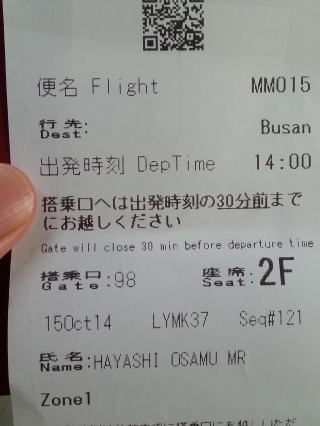 便名 Flight MM015
行先: Dest: Busan
出発時刻 DepTime 14:00
搭乗口へは出発時刻の30分前まで
にお越しください
Gate will close 30 min before departure time
搭乗口: Gate: 98 座席: Seat: 2F
15Oct14 LYMK37 Seq#121
氏名: Name: HAYASHI OSAMU MR
Zone1